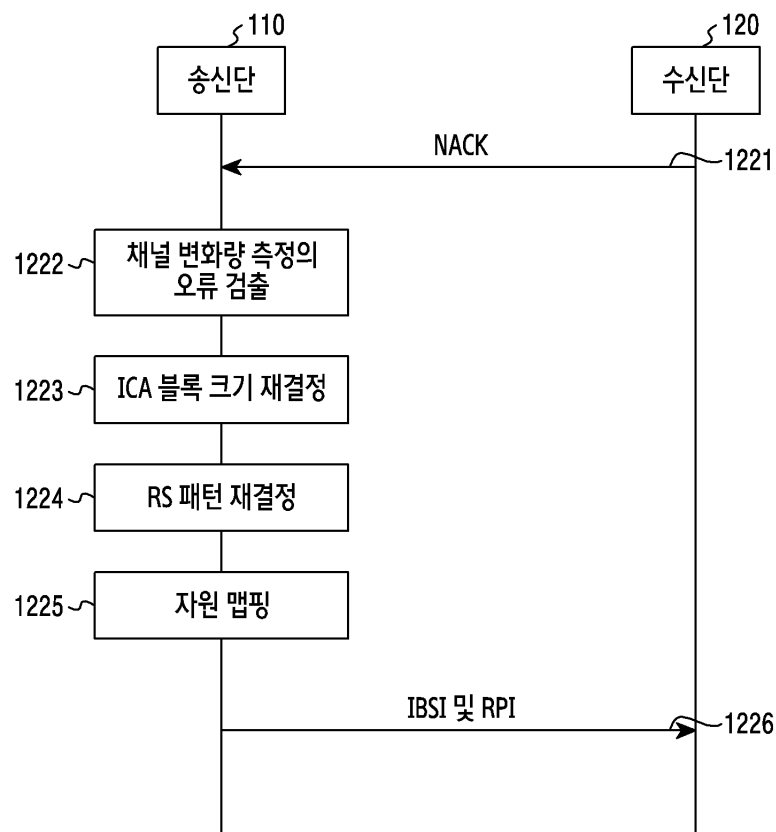 110
120
송신단
수신단
NACK
1221
1222
채널 변화량 측정의
오류 검출
1223
ICA 블록 크기 재결정
1224
RS 패턴 재결정
1225
자원 맵핑
IBSI 및 RPI
1226